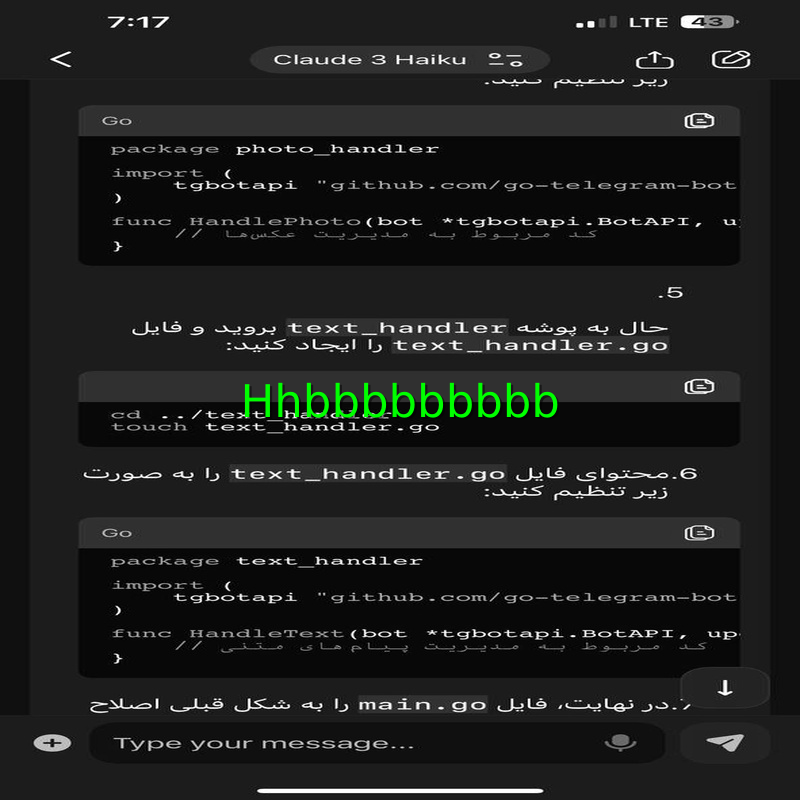 7:17
LTE 43
Claude 3 Haiku
زیر تنظیم کنید:
Go
package photo_handler
import (
tgbotapi "github.com/go-telegram-bot
)
func HandlePhoto(bot *tgbotapi.BotAPI, u
// کد مربوط به مدیریت عکس‌ها
}
5.
حال به پوشه text_handler بروید و فایل
text_handler.go را ایجاد کنید:
Hhbbbbbbbbbb
cd ../text_handler
touch text_handler.go
6.محتوای فایل text_handler.go را به صورت
زیر تنظیم کنید:
Go
package text_handler
import (
tgbotapi "github.com/go-telegram-bot
)
func HandleText(bot *tgbotapi.BotAPI, up
// کد مربوط به مدیریت پیام‌های متنی
}
7.در نهایت، فایل main.go را به شکل قبلی اصلاح
Type your message...